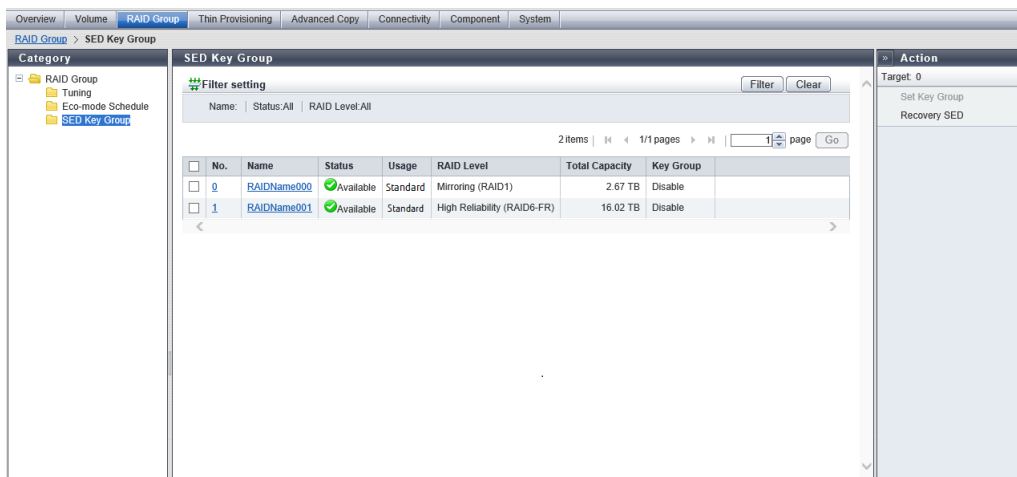 Overview Volume RAID Group Thin Provisioning Advanced Copy Connectivity Component System
RAID Group > SED Key Group
Category
RAID Group
Tuning
Eco-mode Schedule
SED Key Group
SED Key Group
Filter setting Filter Clear
Name: | Status:All | RAID Level:All
2 items | 1/1 pages | 1 page Go
No. Name Status Usage RAID Level Total Capacity Key Group
0 RAIDName000 Available Standard Mirroring (RAID1) 2.67 TB Disable
1 RAIDName001 Available Standard High Reliability (RAID6-FR) 16.02 TB Disable
» Action
Target: 0
Set Key Group
Recovery SED